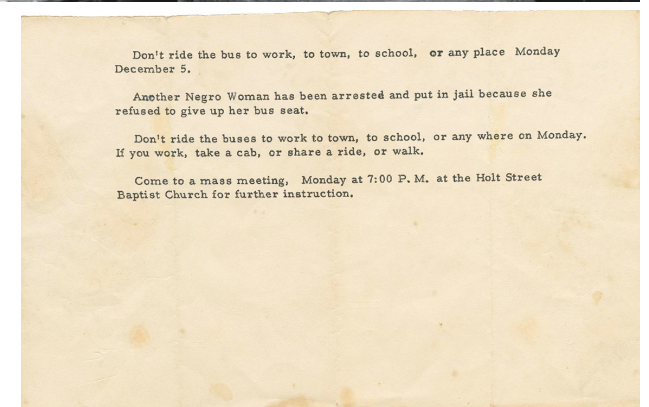 Don't ride the bus to work, to town, to school, or any place Monday
December 5.
Another Negro Woman has been arrested and put in jail because she
refused to give up her bus seat.
Don't ride the buses to work to town, to school, or any where on Monday.
If you work, take a cab, or share a ride, or walk.
Come to a mass meeting, Monday at 7:00 P. M. at the Holt Street
Baptist Church for further instruction.